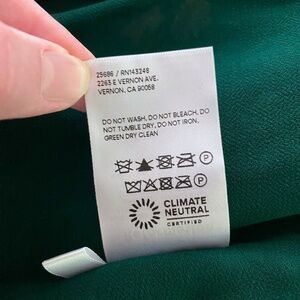 25686 / RN143248
2263 E VERNON AVE.
VERNON, CA 90058
DO NOT WASH, DO NOT BLEACH, DO
NOT TUMBLE DRY, DO NOT IRON,
GREEN DRY CLEAN
P
P
CLIMATE
NEUTRAL
CERTIFIED